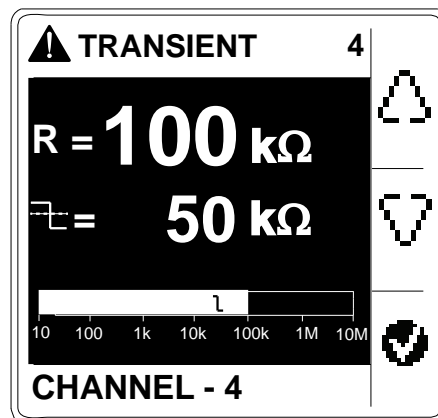 TRANSIENT 4
R = 100 kΩ
= 50 kΩ
10 100 1k 10k 100k 1M 10M
CHANNEL - 4